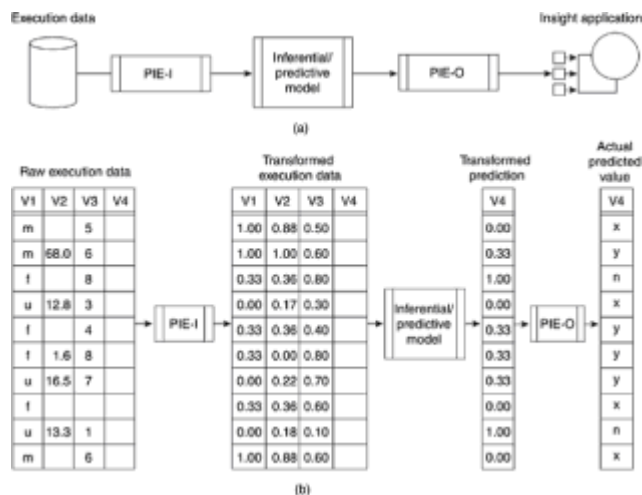 Execution data
Insight application
PIE-I
Inferential/
predictive
model
PIE-O
(a)
Raw execution data
Transformed
execution data
Transformed
prediction
Actual
predicted
value
V1 V2 V3 V4
V1 V2 V3 V4
V4
V4
m 5
1.00 0.88 0.50
0.00
x
m 68.0 6
1.00 1.00 0.60
0.33
y
f 8
0.33 0.36 0.80
1.00
n
u 12.8 3
0.00 0.17 0.30
0.00
x
f 4
0.33 0.36 0.40
0.33
y
f 1.6 8
0.33 0.00 0.80
0.33
y
u 16.5 7
0.00 0.22 0.70
0.33
y
f
0.33 0.36 0.60
0.00
x
u 13.3 1
0.00 0.18 0.10
1.00
n
m 6
1.00 0.88 0.60
0.00
x
PIE-I
Inferential/
predictive
model
PIE-O
(b)